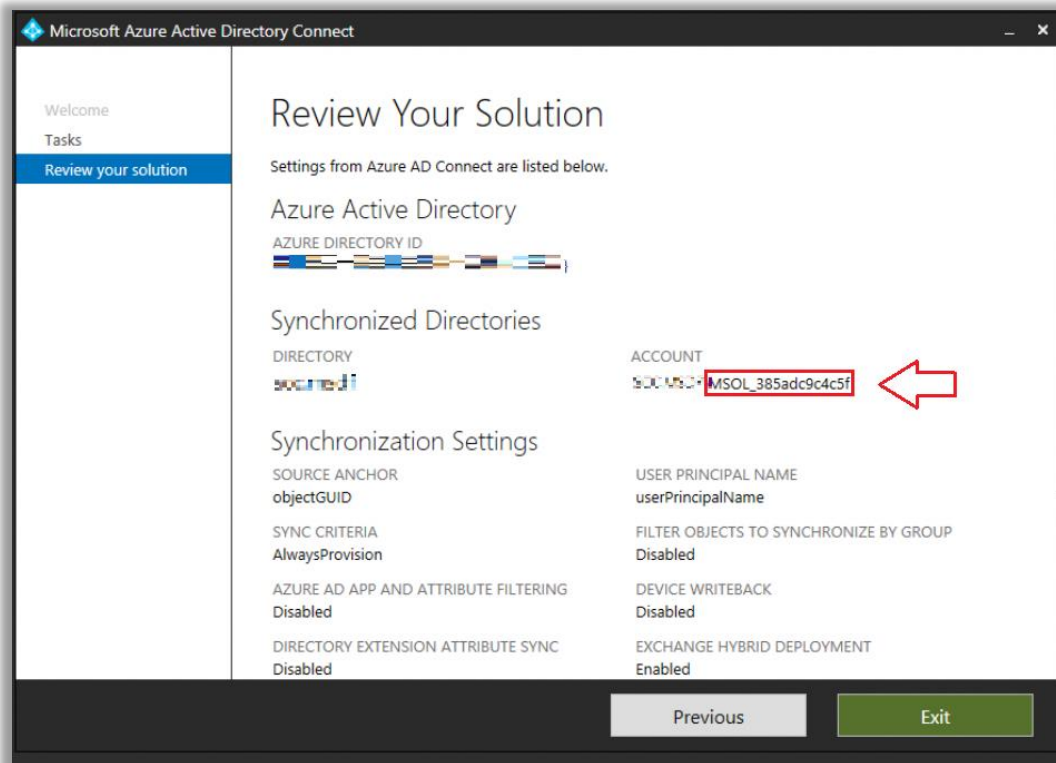 Microsoft Azure Active Directory Connect
Welcome
Tasks
Review your solution
Review Your Solution
Settings from Azure AD Connect are listed below.
Azure Active Directory
AZURE DIRECTORY ID
Synchronized Directories
DIRECTORY
ACCOUNT
MSOL_385adc9c4c5f
Synchronization Settings
SOURCE ANCHOR
objectGUID
USER PRINCIPAL NAME
userPrincipalName
SYNC CRITERIA
AlwaysProvision
FILTER OBJECTS TO SYNCHRONIZE BY GROUP
Disabled
AZURE AD APP AND ATTRIBUTE FILTERING
Disabled
DEVICE WRITEBACK
Disabled
DIRECTORY EXTENSION ATTRIBUTE SYNC
Disabled
EXCHANGE HYBRID DEPLOYMENT
Enabled
Previous
Exit